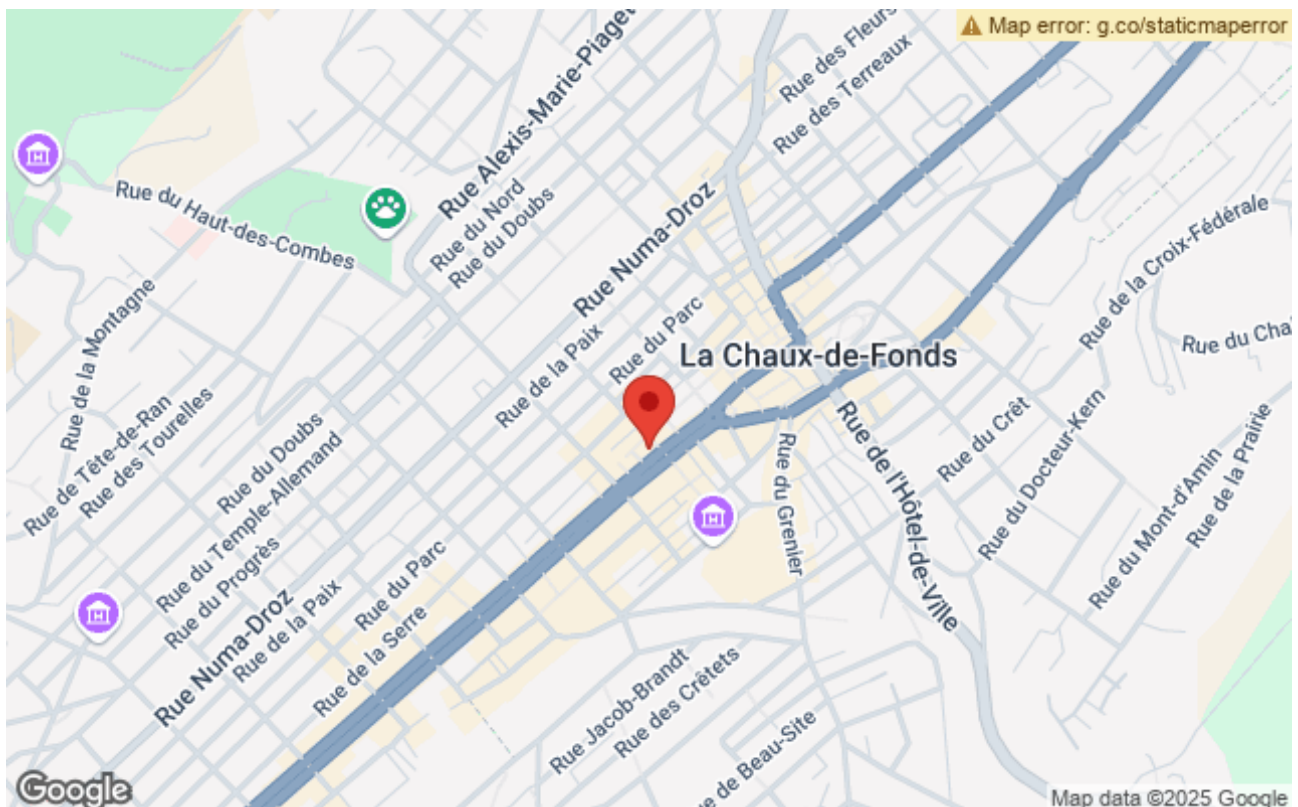 Map error: g.co/staticmaperror
Rue des Fleurs
Rue des Terreaux
Rue Alexis-Marie-Piaget
Rue du Haut-des-Combes
Rue du Nord
Rue du Doubs
Rue Numa-Droz
Rue de la Croix-Fédérale
Rue de la Montagne
Rue du Parc
Rue de la Paix
La Chaux-de-Fonds
Rue du Cha
Rue de Tête-de-Ran
Rue des Tourelles
Rue du Doubs
Rue du Temple-Allemand
Rue du Progrès
Rue Numa-Droz
Rue de la Paix
Rue du Parc
Rue de la Serre
Rue du Grenier
Rue de l'Hôtel-de-Ville
Rue du Crêt
Rue du Docteur-Kern
Rue du Mont-d'Amin
Rue de la Prairie
Rue Jacob-Brandt
Rue des Crêtets
ue de Beau-Site
Google
Map data ©2025 Google